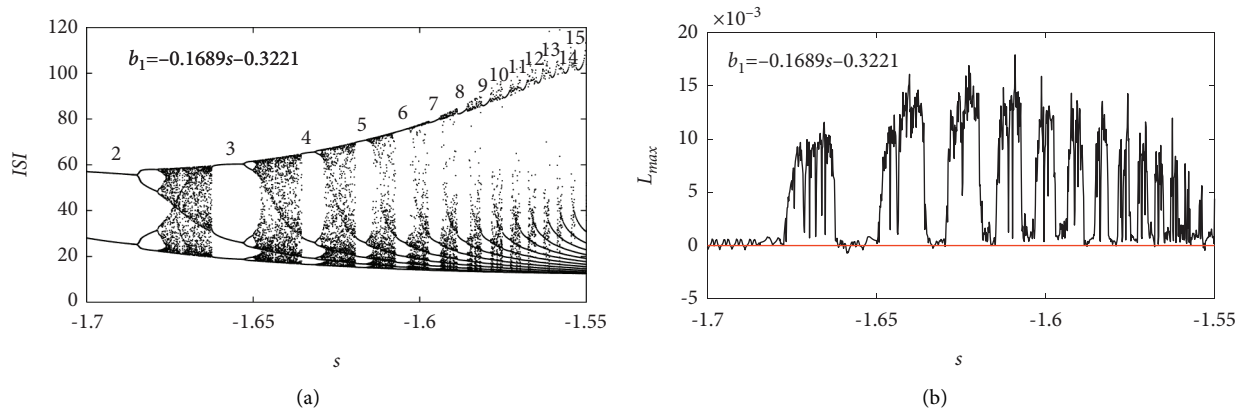 120
100
80
60
40
20
0
ISI
b₁=–0.1689s–0.3221
2 3 4 5 6 7 8 9 10 11 12 13 14 15
-1.7 -1.65 -1.6 -1.55
s
(a)
×10⁻³
20
15
10
5
0
-5
L_max
b₁=–0.1689s–0.3221
-1.7 -1.65 -1.6 -1.55
s
(b)